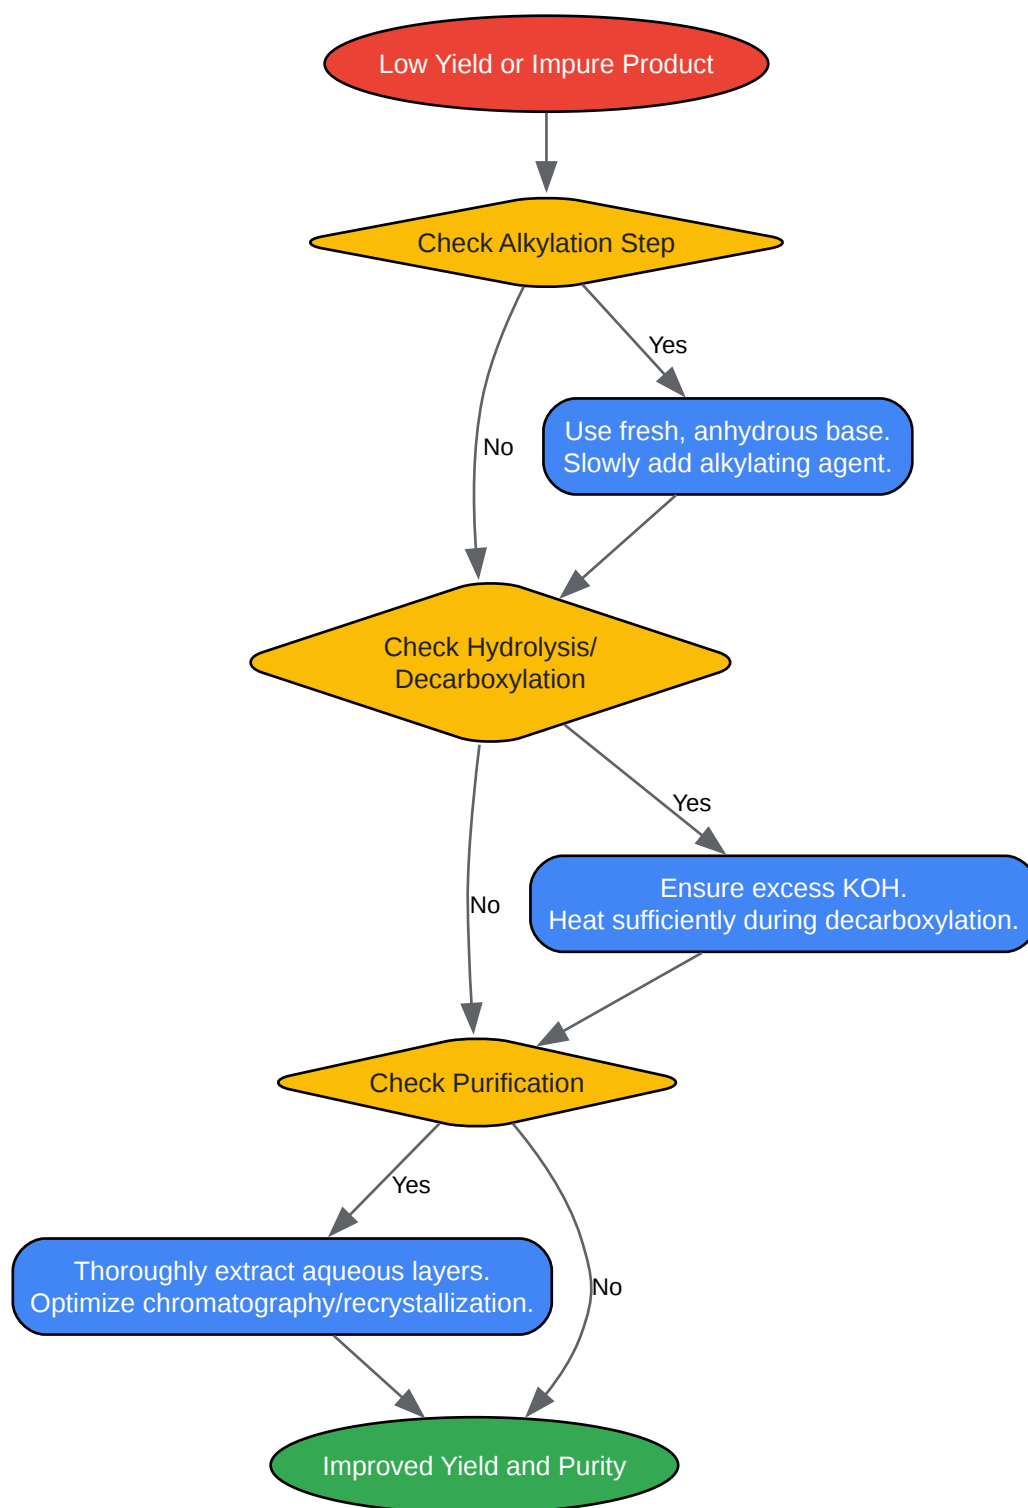 Low Yield or Impure Product
Check Alkylation Step
Yes
Use fresh, anhydrous base.
Slowly add alkylating agent.
No
Check Hydrolysis/
Decarboxylation
Yes
Ensure excess KOH.
Heat sufficiently during decarboxylation.
No
Check Purification
Yes
Thoroughly extract aqueous layers.
Optimize chromatography/recrystallization.
No
Improved Yield and Purity